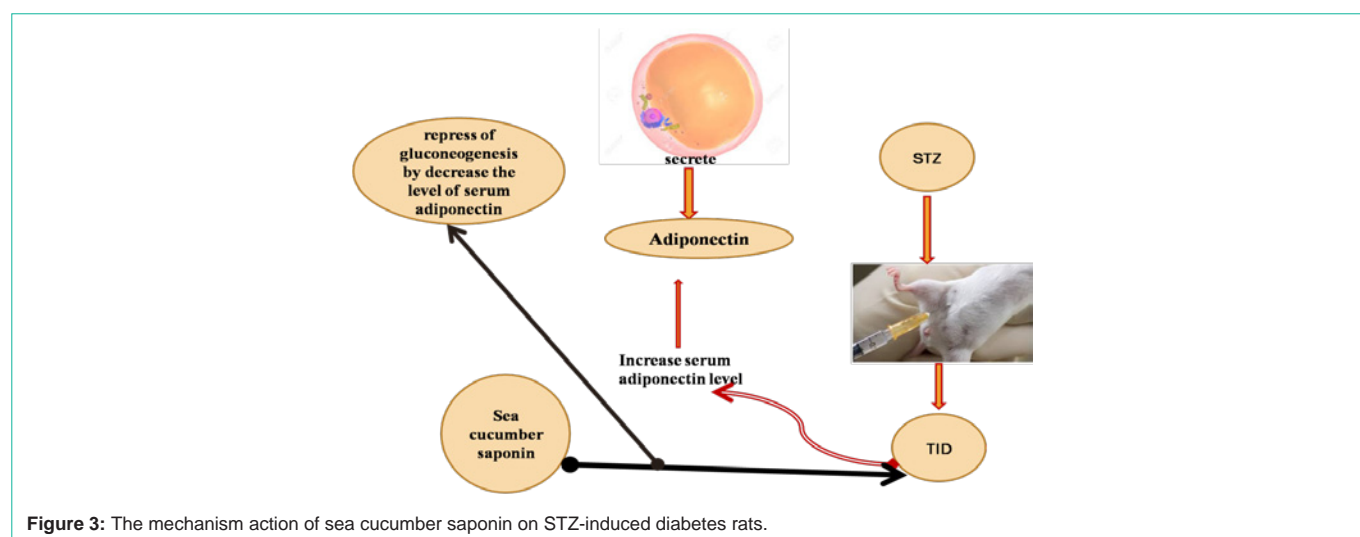 secrete
STZ
repress of
gluconeogenesis
by decrease the
level of serum
adiponectin
Adiponectin
Increase serum
adiponectin level
Sea
cucumber
saponin
TID
Figure 3: The mechanism action of sea cucumber saponin on STZ-induced diabetes rats.